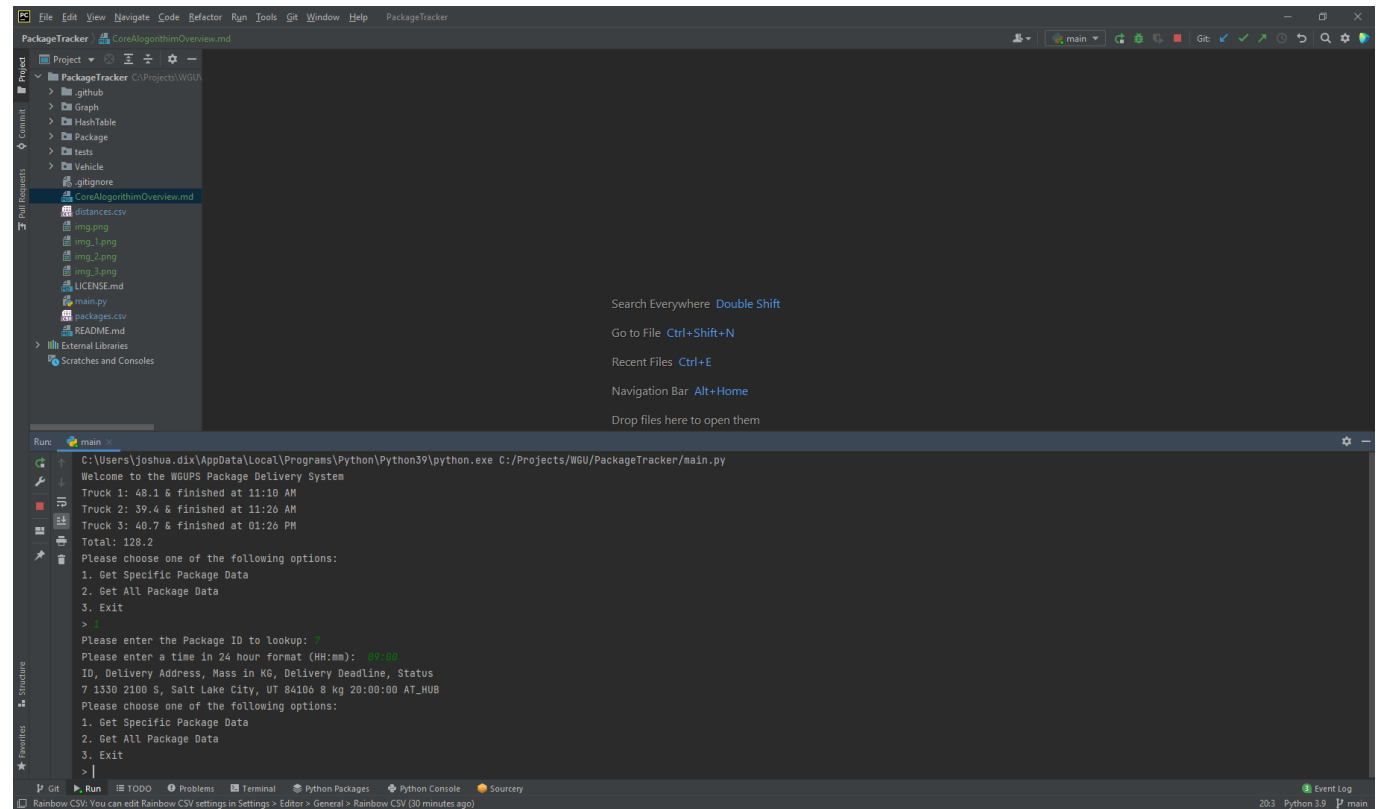 PC File Edit View Navigate Code Refactor Run Tools Git Window Help PackageTracker
PackageTracker CoreAlogorithimOverview.md main Git:
Project
PackageTracker C:\Projects\WGU\
.github
Graph
HashTable
Package
tests
Vehicle
.gitignore
CoreAlogorithimOverview.md
distances.csv
img.png
img_1.png
img_2.png
img_3.png
LICENSE.md
main.py
packages.csv
README.md
External Libraries
Scratches and Consoles
Project
Commit
Pull Requests
Structure
Favorites
Search Everywhere Double Shift
Go to File Ctrl+Shift+N
Recent Files Ctrl+E
Navigation Bar Alt+Home
Drop files here to open them
Run: main
C:\Users\joshua.dix\AppData\Local\Programs\Python\Python39\python.exe C:/Projects/WGU/PackageTracker/main.py
Welcome to the WGUPS Package Delivery System
Truck 1: 48.1 & finished at 11:10 AM
Truck 2: 39.4 & finished at 11:26 AM
Truck 3: 40.7 & finished at 01:26 PM
Total: 128.2
Please choose one of the following options:
1. Get Specific Package Data
2. Get All Package Data
3. Exit
> 1
Please enter the Package ID to lookup: 7
Please enter a time in 24 hour format (HH:mm): 09:00
ID, Delivery Address, Mass in KG, Delivery Deadline, Status
7 1330 2100 S, Salt Lake City, UT 84106 8 kg 20:00:00 AT_HUB
Please choose one of the following options:
1. Get Specific Package Data
2. Get All Package Data
3. Exit
>
Git Run TODO Problems Terminal Python Packages Python Console Sourcery 3 Event Log
Rainbow CSV: You can edit Rainbow CSV settings in Settings > Editor > General > Rainbow CSV (30 minutes ago) 20:3 Python 3.9 main